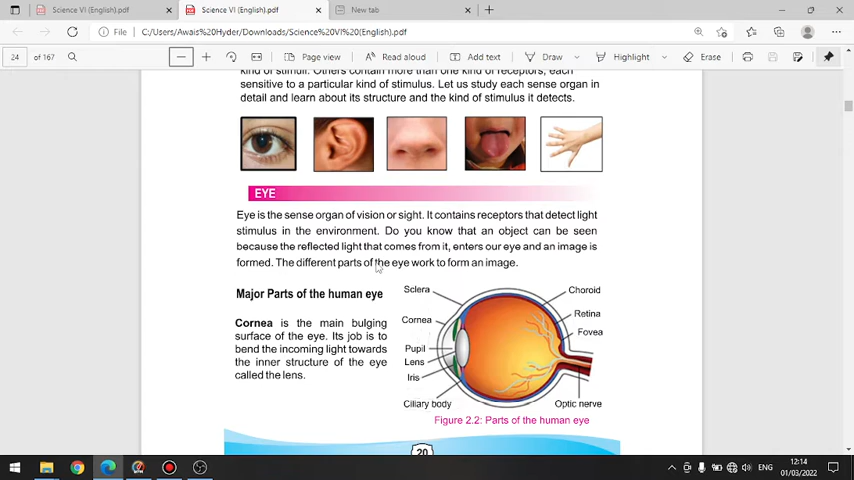 Science VI (English).pdf
Science VI (English).pdf
New tab
File
C:/Users/Awais%20Hyder/Downloads/Science%20VI%20(English).pdf
24 of 167
Page view
Read aloud
Add text
Draw
Highlight
Erase
kind of stimuli. Others contain more than one kind of receptors, each
sensitive to a particular kind of stimulus. Let us study each sense organ in
detail and learn about its structure and the kind of stimulus it detects.
EYE
Eye is the sense organ of vision or sight. It contains receptors that detect light
stimulus in the environment. Do you know that an object can be seen
because the reflected light that comes from it, enters our eye and an image is
formed. The different parts of the eye work to form an image.
Major Parts of the human eye
Cornea is the main bulging
surface of the eye. Its job is to
bend the incoming light towards
the inner structure of the eye
called the lens.
Sclera
Cornea
Pupil
Lens
Iris
Ciliary body
Choroid
Retina
Fovea
Optic nerve
Figure 2.2: Parts of the human eye
20
ENG
12:14
01/03/2022